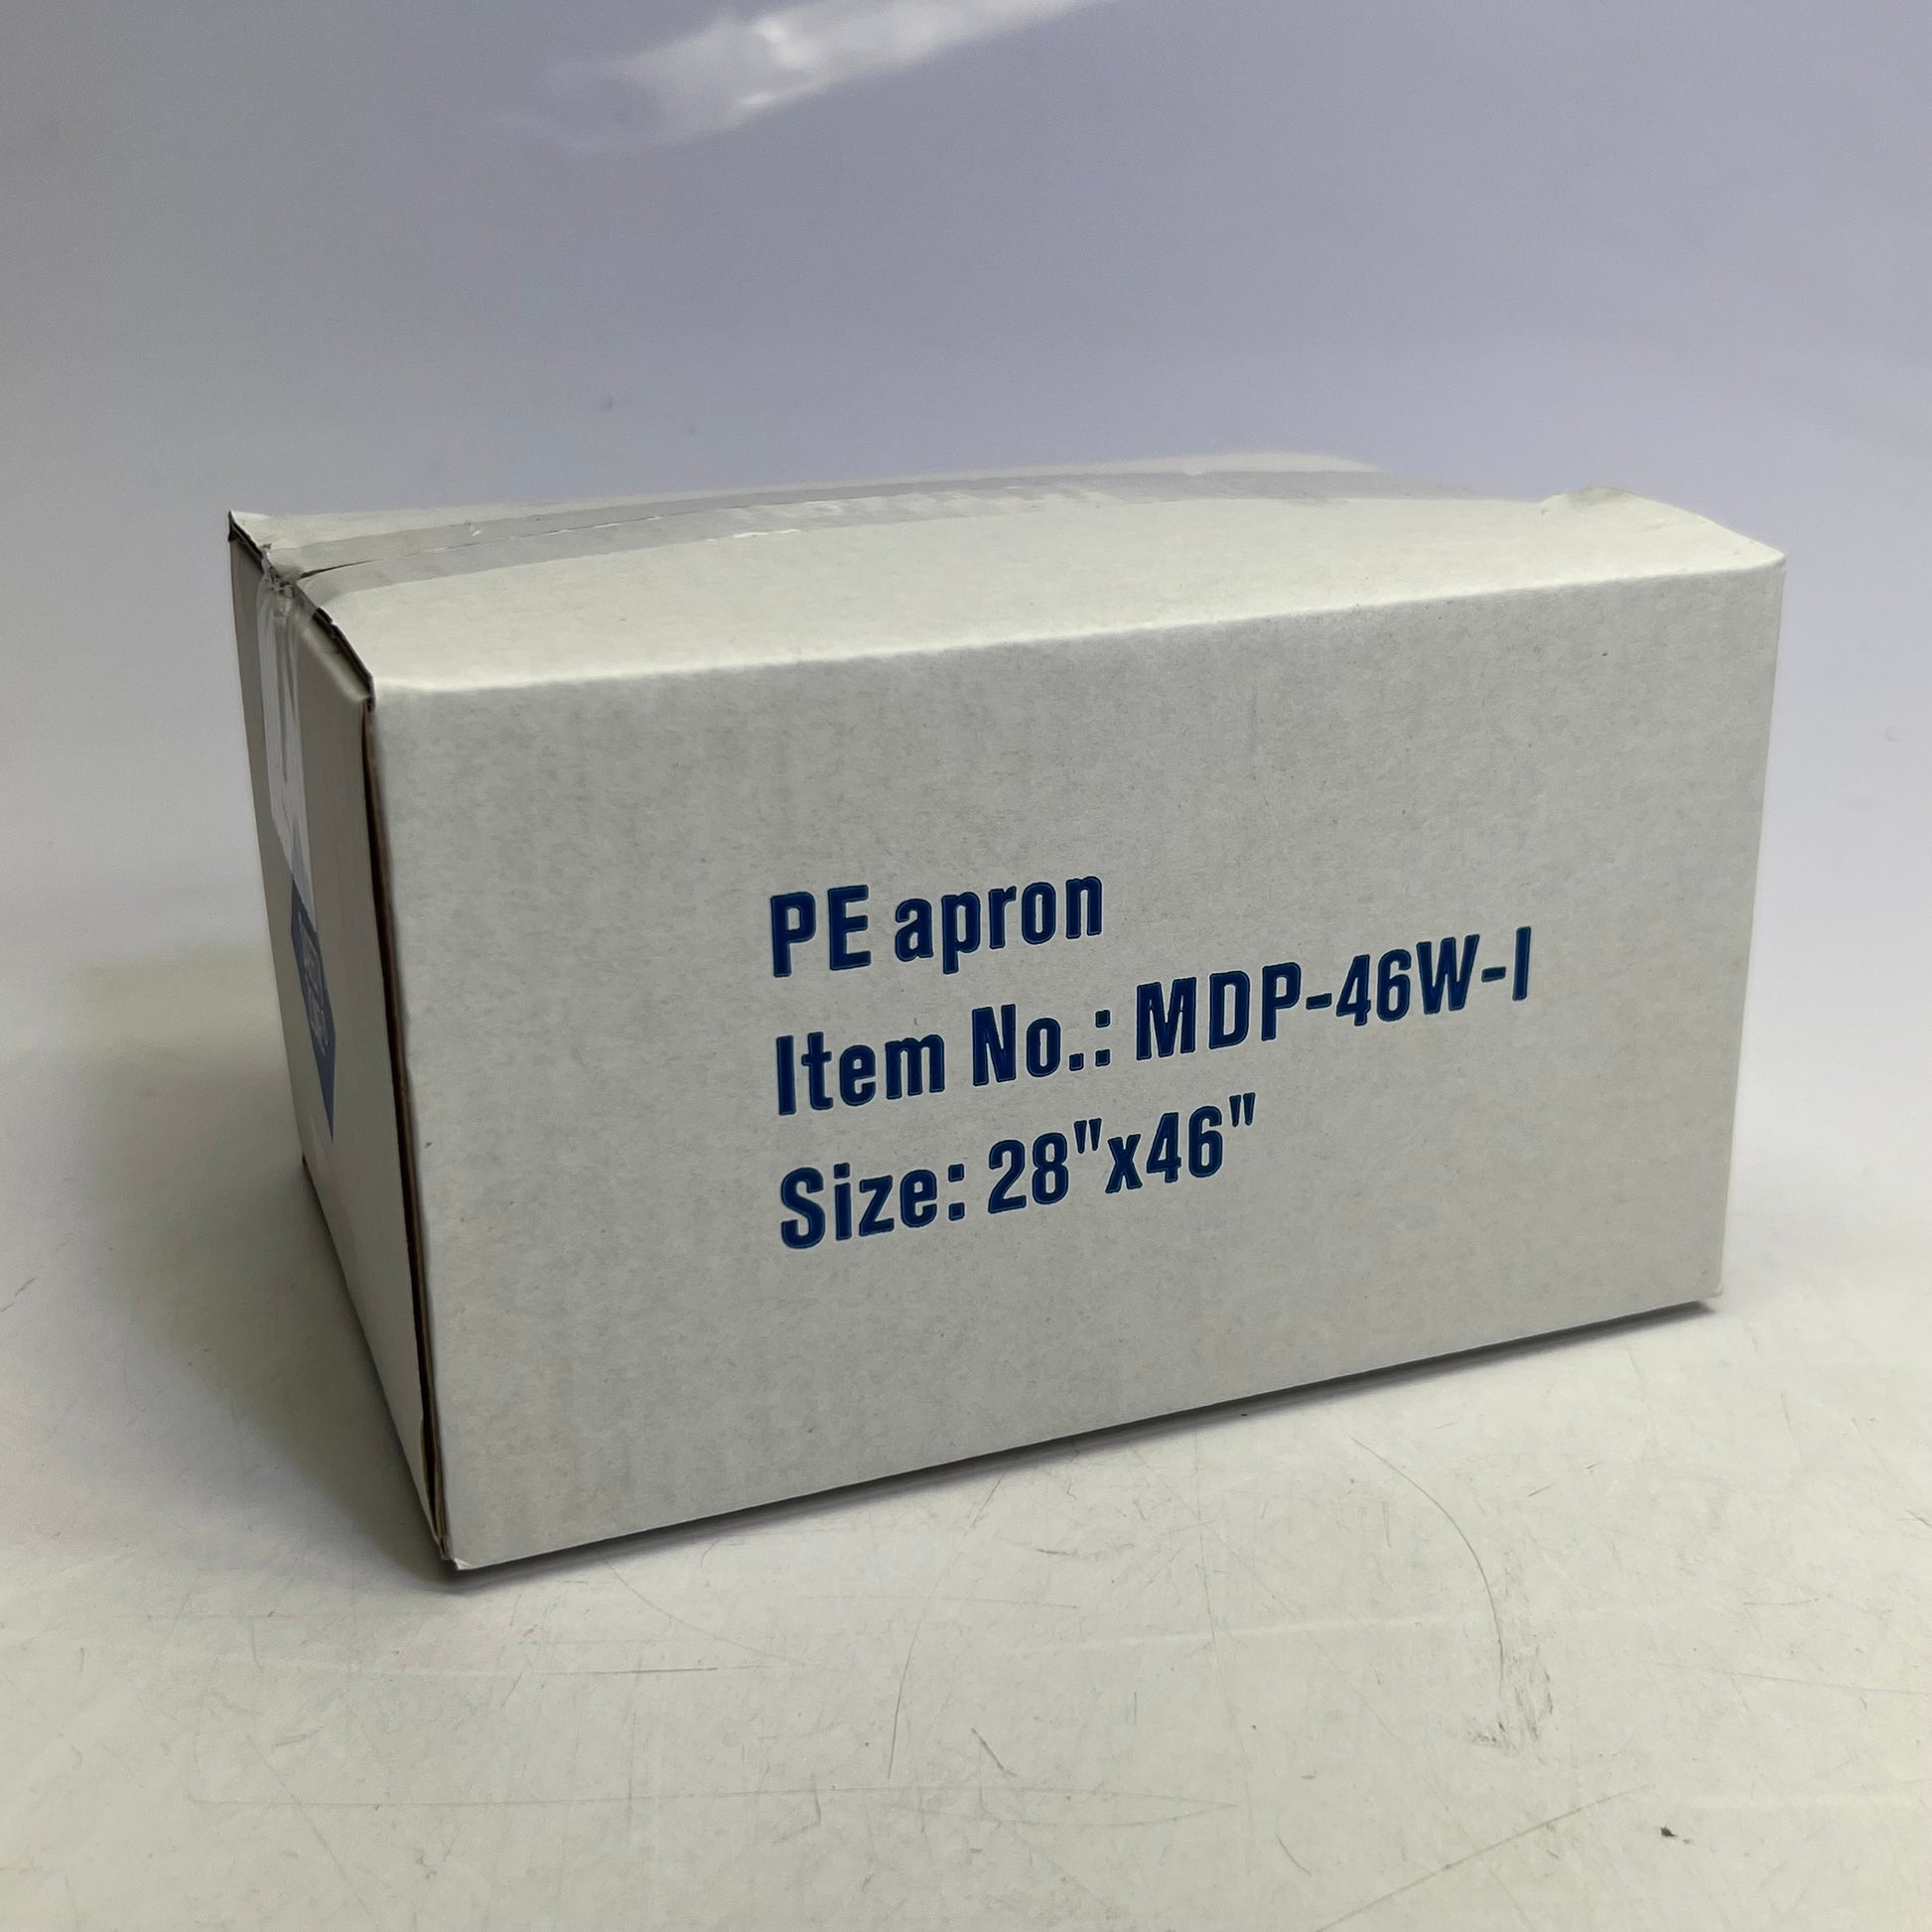 PE apron
Item No.: MDP-46W-I
Size: 28"x46"